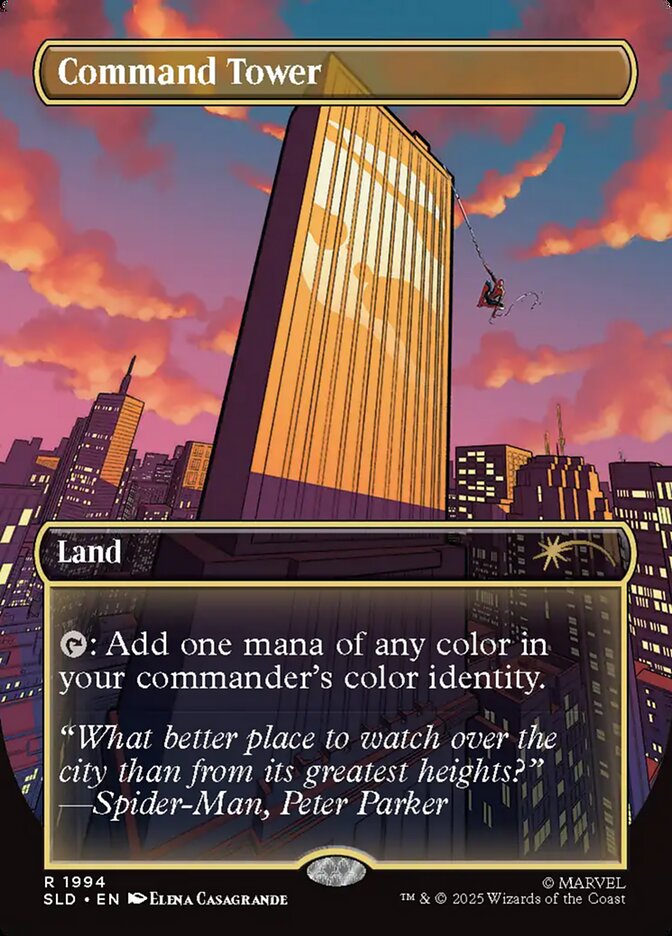 Command Tower
Land
: Add one mana of any color in
your commander's color identity.
“What better place to watch over the
city than from its greatest heights?”
—Spider-Man, Peter Parker
R 1994
SLD • EN Elena Casagrande
© MARVEL
™ & © 2025 Wizards of the Coast